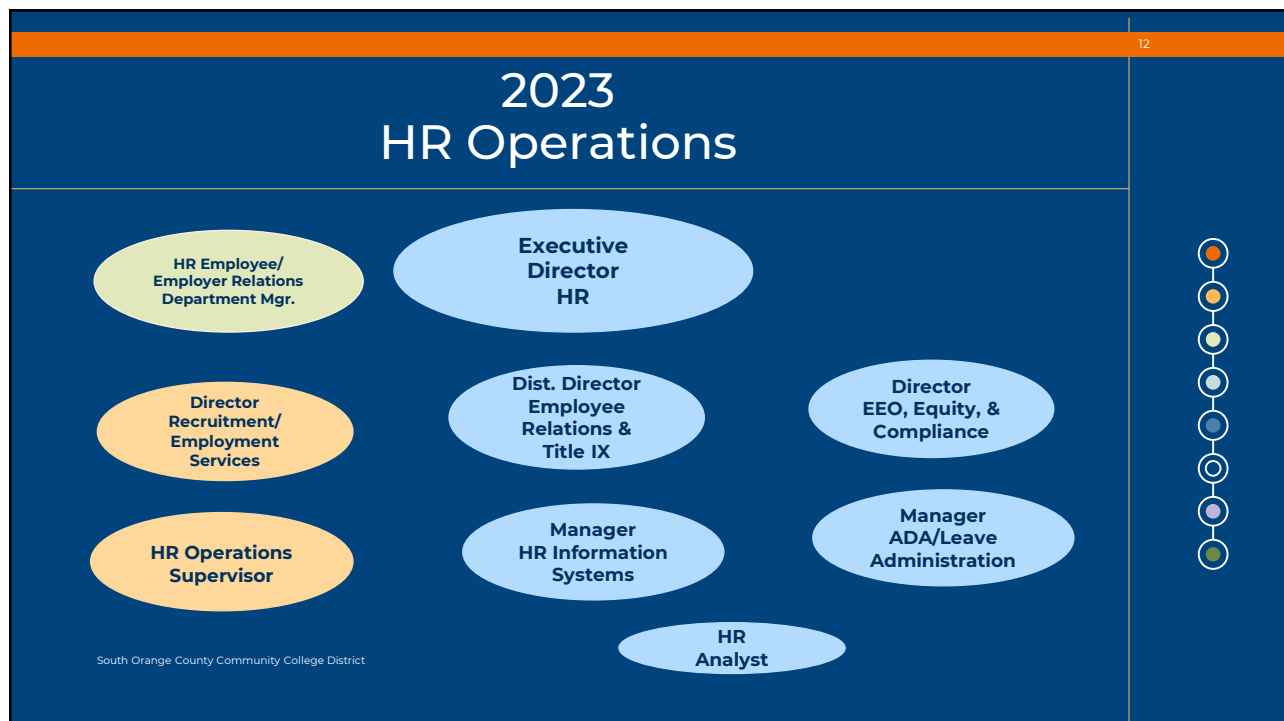 12
2023
HR Operations
HR Employee/
Employer Relations
Department Mgr.
Executive
Director
HR
Director
Recruitment/
Employment
Services
Dist. Director
Employee
Relations &
Title IX
Director
EEO, Equity, &
Compliance
HR Operations
Supervisor
Manager
HR Information
Systems
Manager
ADA/Leave
Administration
HR
Analyst
South Orange County Community College District